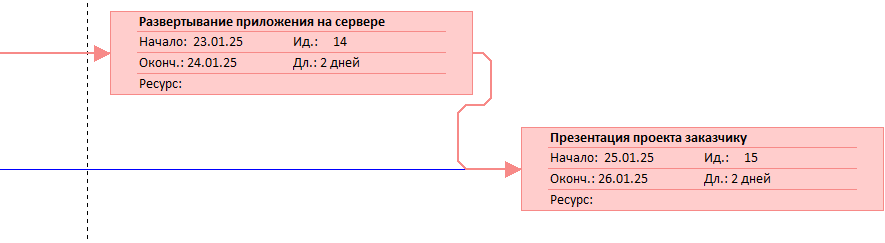 Развертывание приложения на сервере
Начало: 23.01.25 Ид.: 14
Оконч.: 24.01.25 Дл.: 2 дней
Ресурс:
Презентация проекта заказчику
Начало: 25.01.25 Ид.: 15
Оконч.: 26.01.25 Дл.: 2 дней
Ресурс: